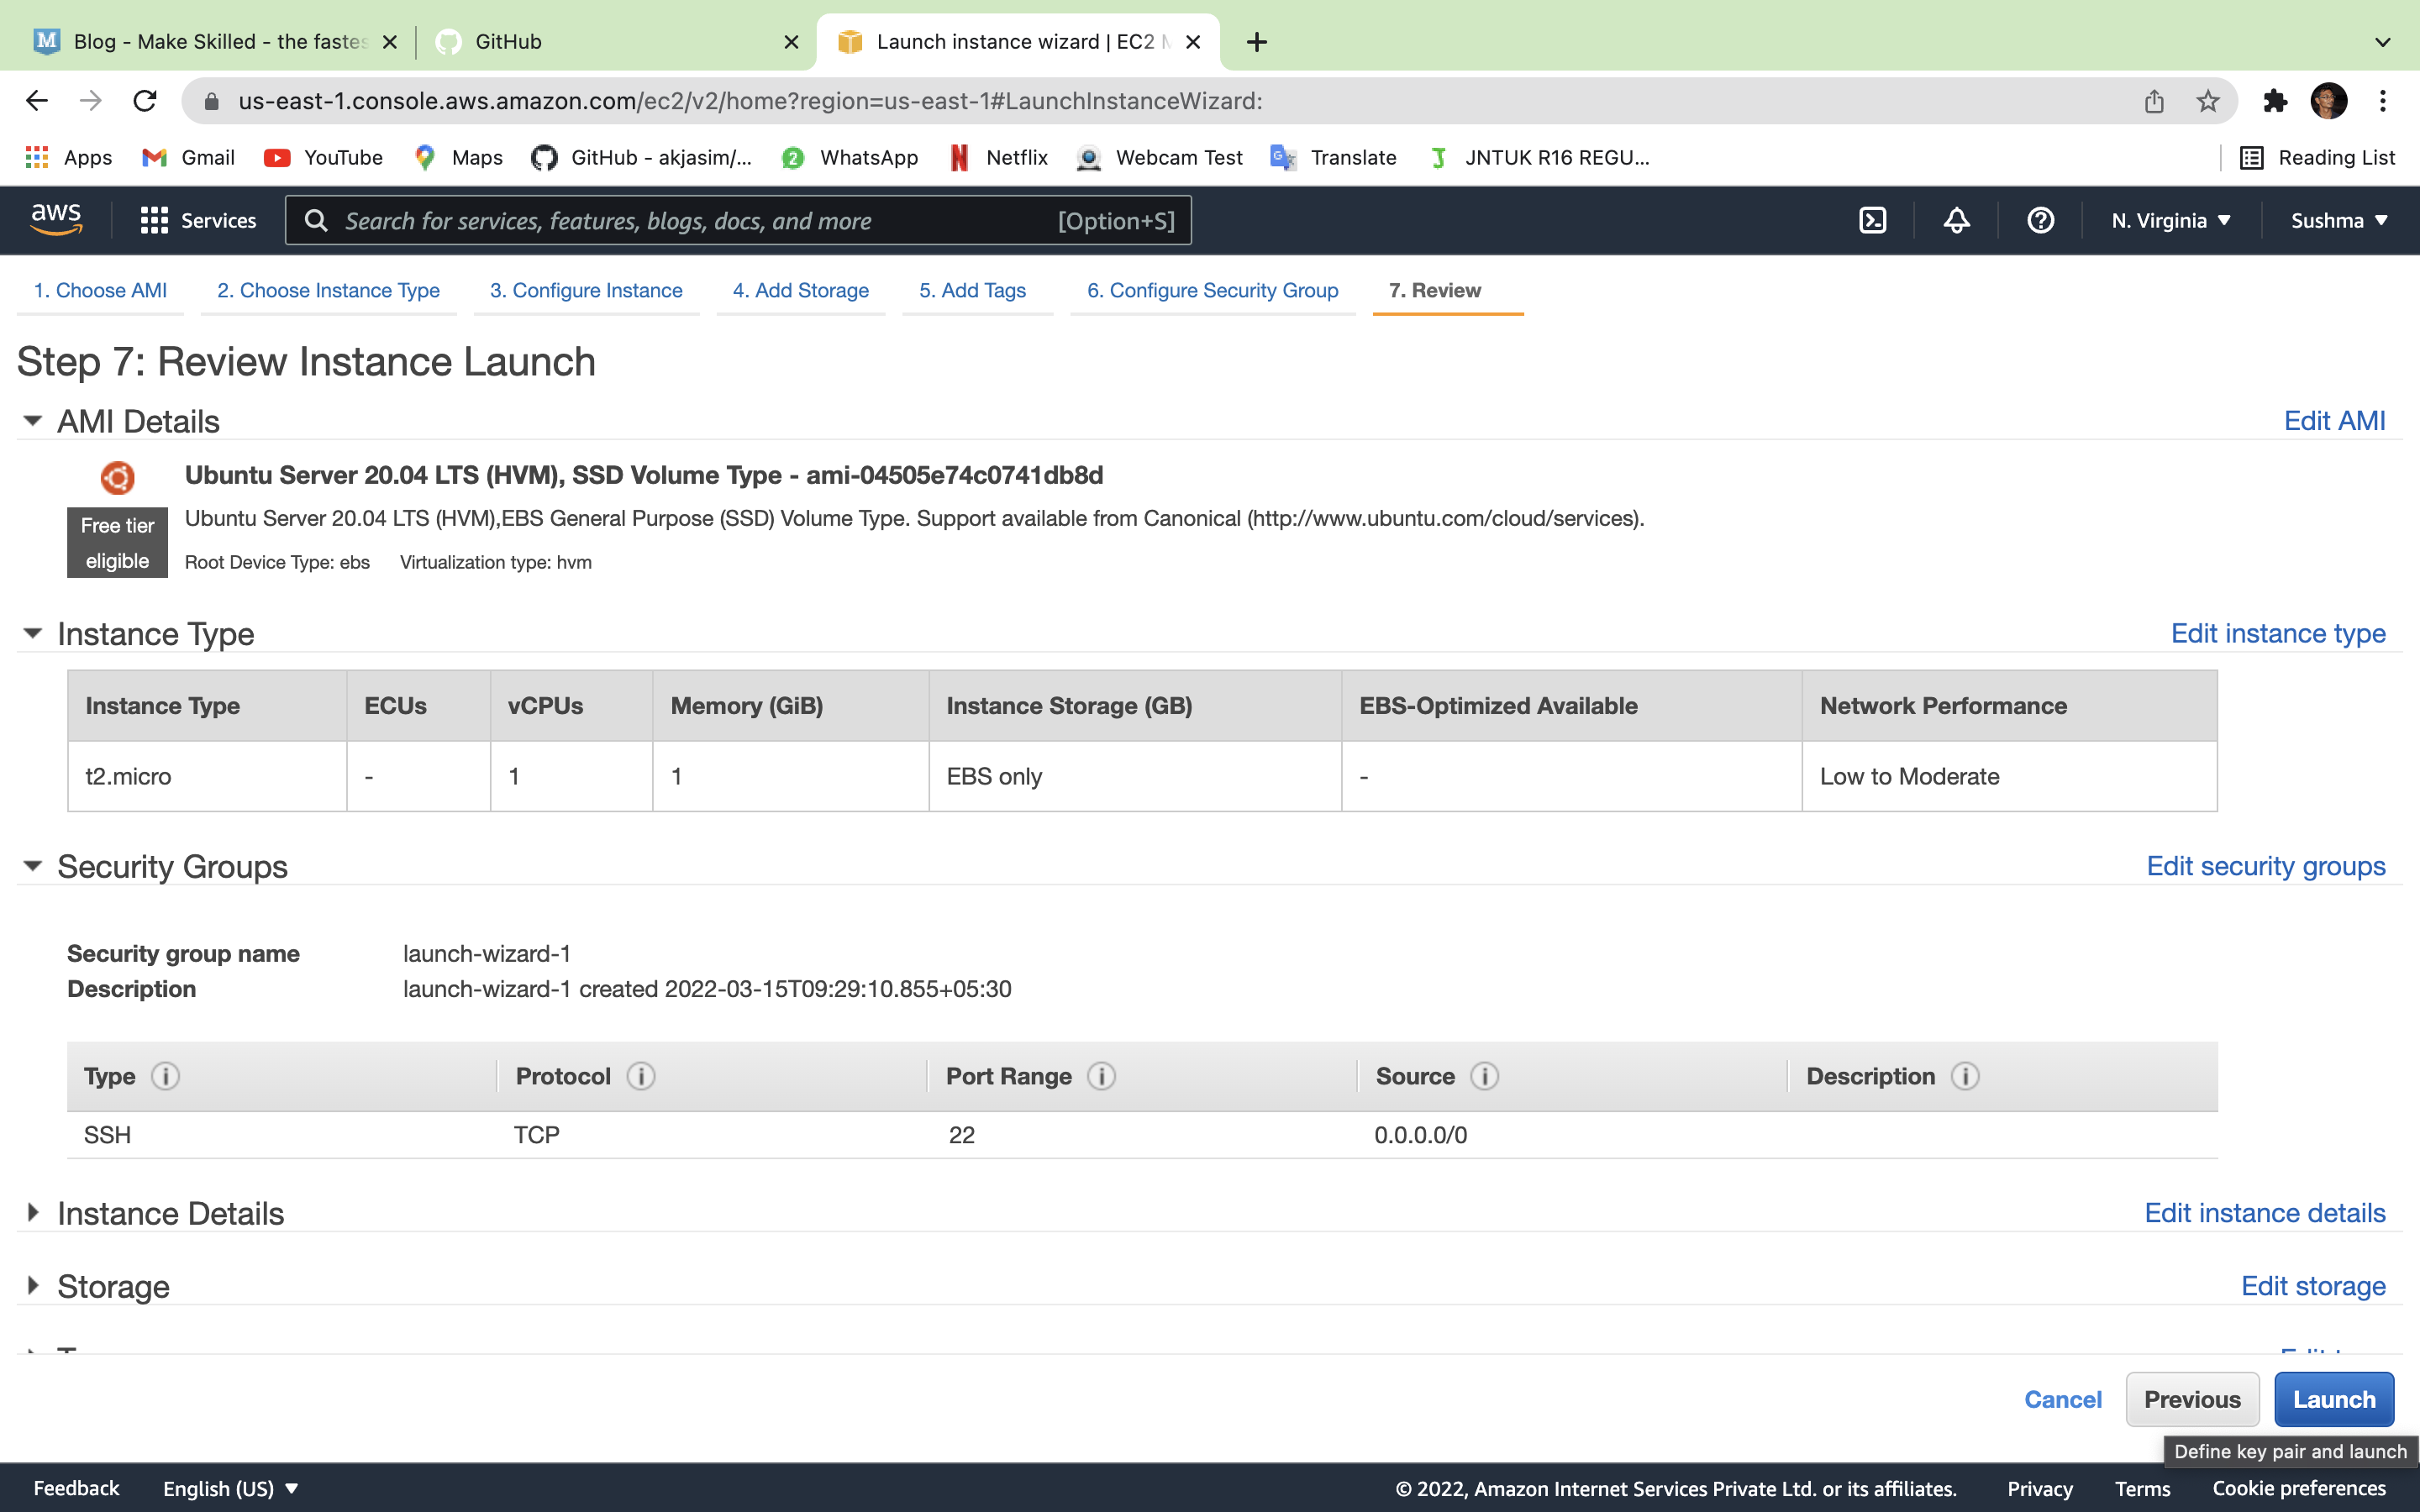 Blog - Make Skilled - the fastes
GitHub
Launch instance wizard | EC2 M
us-east-1.console.aws.amazon.com/ec2/v2/home?region=us-east-1#LaunchInstanceWizard:
Apps
Gmail
YouTube
Maps
GitHub - akjasim/...
WhatsApp
Netflix
Webcam Test
Translate
JNTUK R16 REGU...
Reading List
aws
Services
Search for services, features, blogs, docs, and more
[Option+S]
N. Virginia
Sushma
1. Choose AMI
2. Choose Instance Type
3. Configure Instance
4. Add Storage
5. Add Tags
6. Configure Security Group
7. Review
Step 7: Review Instance Launch
AMI Details
Edit AMI
Ubuntu Server 20.04 LTS (HVM), SSD Volume Type - ami-04505e74c0741db8d
Free tier
eligible
Ubuntu Server 20.04 LTS (HVM),EBS General Purpose (SSD) Volume Type. Support available from Canonical (http://www.ubuntu.com/cloud/services).
Root Device Type: ebs Virtualization type: hvm
Instance Type
Edit instance type
Instance Type ECUs vCPUs Memory (GiB) Instance Storage (GB) EBS-Optimized Available Network Performance
t2.micro - 1 1 EBS only - Low to Moderate
Security Groups
Edit security groups
Security group name launch-wizard-1
Description launch-wizard-1 created 2022-03-15T09:29:10.855+05:30
Type Protocol Port Range Source Description
SSH TCP 22 0.0.0.0/0
Instance Details
Edit instance details
Storage
Edit storage
Cancel
Previous
Launch
Define key pair and launch
Feedback
English (US)
© 2022, Amazon Internet Services Private Ltd. or its affiliates.
Privacy
Terms
Cookie preferences